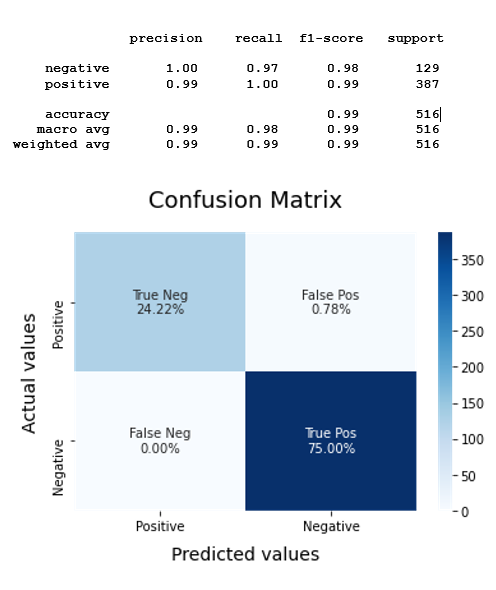 precision recall f1-score support
negative 1.00 0.97 0.98 129
positive 0.99 1.00 0.99 387
accuracy 0.99 516
macro avg 0.99 0.98 0.99 516
weighted avg 0.99 0.99 0.99 516
Confusion Matrix
Actual values
Positive
Negative
True Neg
24.22%
False Pos
0.78%
False Neg
0.00%
True Pos
75.00%
350
300
250
200
150
100
50
0
Positive Negative
Predicted values